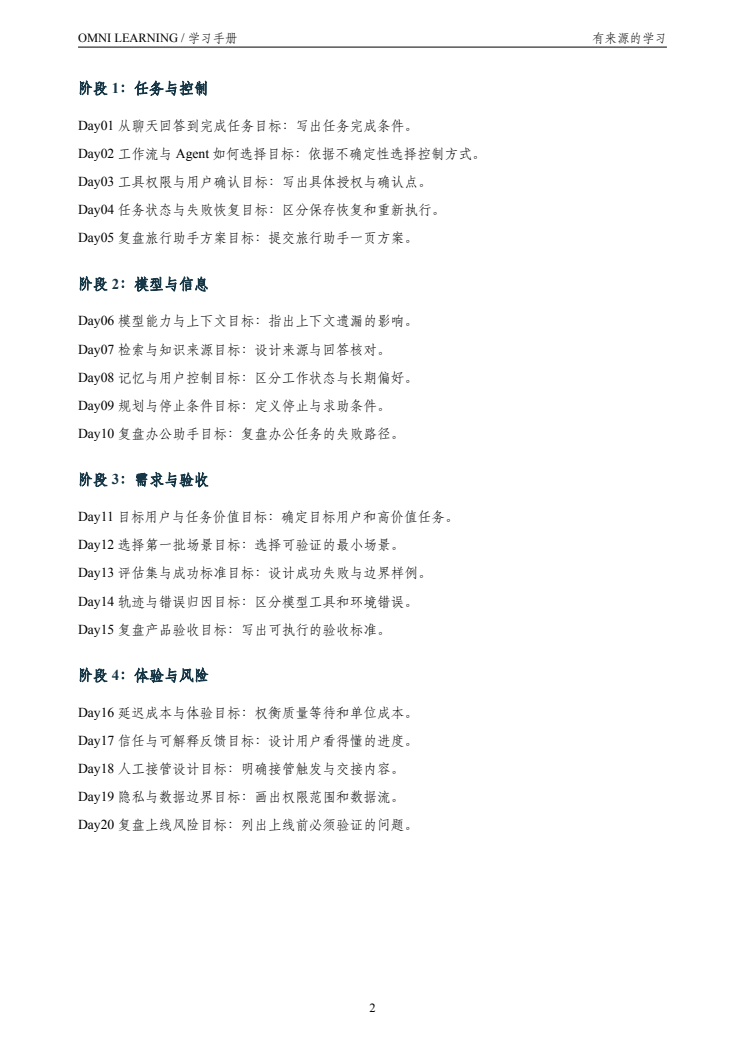 OMNI LEARNING / 学习手册 有来源的学习
阶段 1：任务与控制
Day01 从聊天回答到完成任务目标：写出任务完成条件。
Day02 工作流与 Agent 如何选择目标：依据不确定性选择控制方式。
Day03 工具权限与用户确认目标：写出具体授权与确认点。
Day04 任务状态与失败恢复目标：区分保存恢复和重新执行。
Day05 复盘旅行助手方案目标：提交旅行助手一页方案。
阶段 2：模型与信息
Day06 模型能力与上下文目标：指出上下文遗漏的影响。
Day07 检索与知识来源目标：设计来源与回答核对。
Day08 记忆与用户控制目标：区分工作状态与长期偏好。
Day09 规划与停止条件目标：定义停止与求助条件。
Day10 复盘办公助手目标：复盘办公任务的失败路径。
阶段 3：需求与验收
Day11 目标用户与任务价值目标：确定目标用户和高价值任务。
Day12 选择第一批场景目标：选择可验证的最小场景。
Day13 评估集与成功标准目标：设计成功失败与边界样例。
Day14 轨迹与错误归因目标：区分模型工具和环境错误。
Day15 复盘产品验收目标：写出可执行的验收标准。
阶段 4：体验与风险
Day16 延迟成本与体验目标：权衡质量等待和单位成本。
Day17 信任与可解释反馈目标：设计用户看得懂的进度。
Day18 人工接管设计目标：明确接管触发与交接内容。
Day19 隐私与数据边界目标：画出权限范围和数据流。
Day20 复盘上线风险目标：列出上线前必须验证的问题。
2